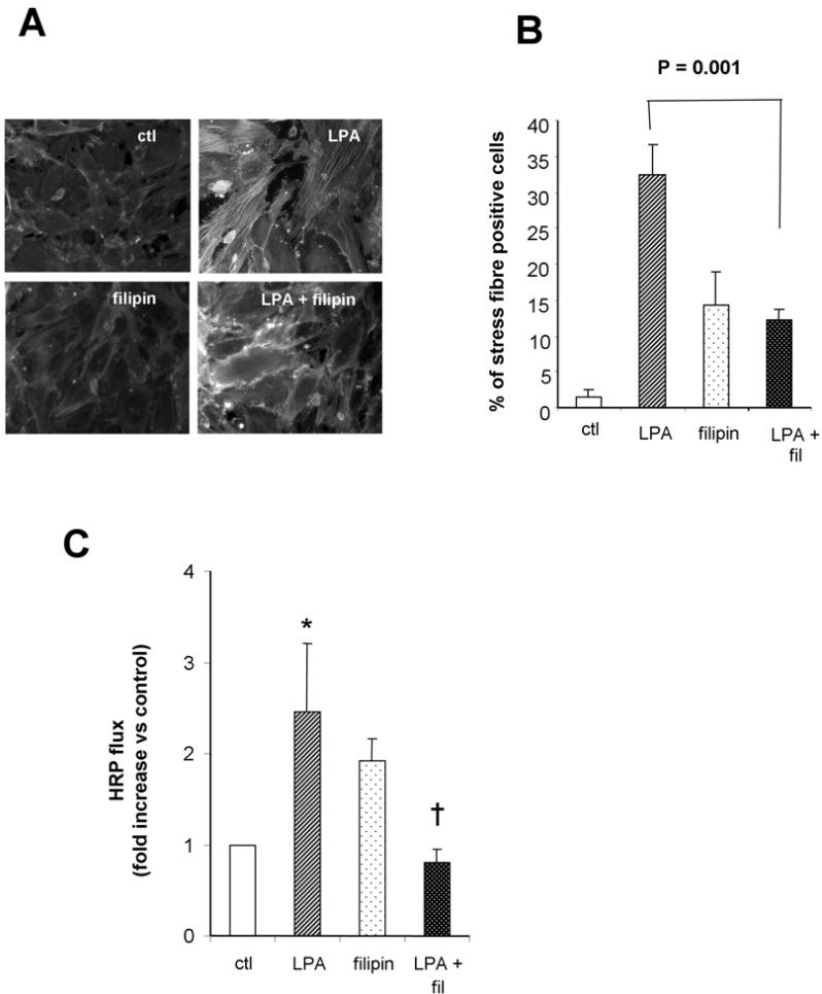 A
ctl
LPA
filipin
LPA + filipin
B
P = 0.001
% of stress fibre positive cells
40
35
30
20
15
10
5
0
ctl
LPA
filipin
LPA +
fil
C
HRP flux
(fold increase vs control)
4
3
2
1
0
*
†
ctl
LPA
filipin
LPA +
fil